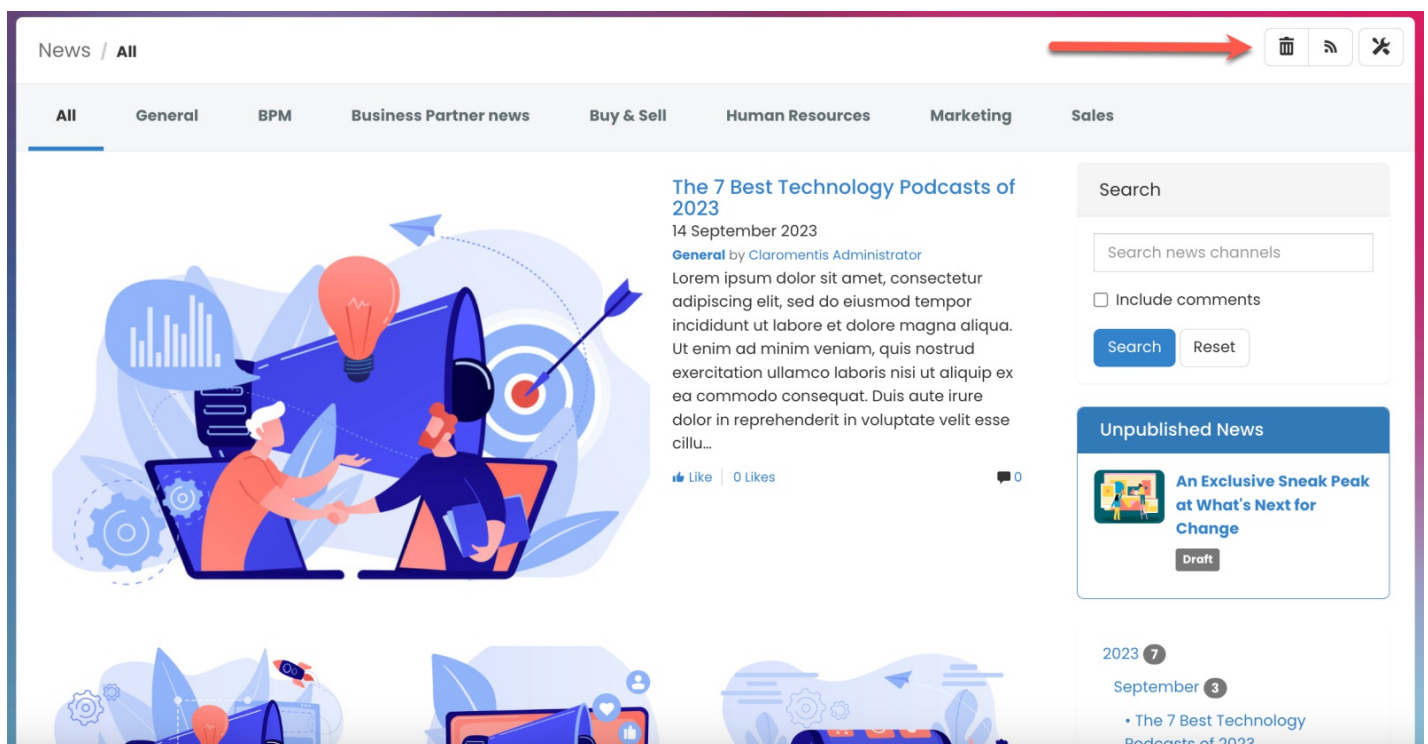 News / All
All General BPM Business Partner news Buy & Sell Human Resources Marketing Sales
The 7 Best Technology Podcasts of
2023
14 September 2023
General by Claromentis Administrator
Lorem ipsum dolor sit amet, consectetur
adipiscing elit, sed do eiusmod tempor
incididunt ut labore et dolore magna aliqua.
Ut enim ad minim veniam, quis nostrud
exercitation ullamco laboris nisi ut aliquip ex
ea commodo consequat. Duis aute irure
dolor in reprehenderit in voluptate velit esse
cillu...
Like 0 Likes 0
Search
Search news channels
Include comments
Search Reset
Unpublished News
An Exclusive Sneak Peak
at What's Next for
Change
Draft
2023 7
September 3
• The 7 Best Technology
Podcasts of 2023